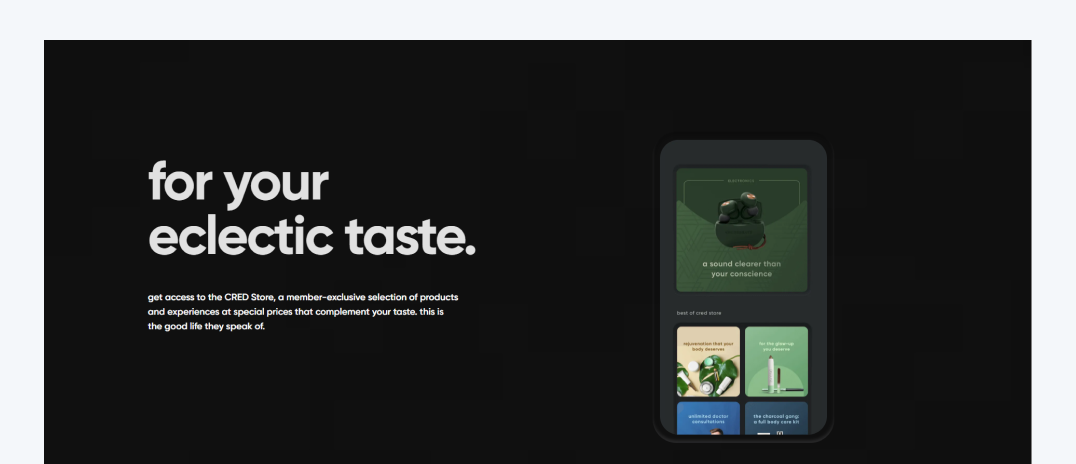 for your
eclectic taste.
get access to the CRED Store, a member-exclusive selection of products
and experiences at special prices that complement your taste. this is
the good life they speak of.
ELECTRONICS
a sound clearer than
your conscience
best of cred store
rejuvenation that your
body deserves
for the glow-up
you deserve
unlimited doctor
consultations
the charcoal gang:
a full body care kit